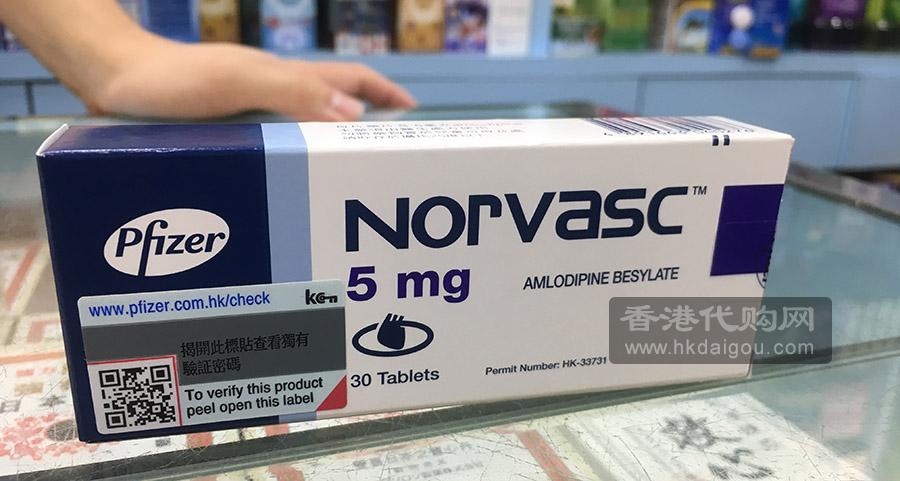 Pfizer
NORVASC™
5 mg
AMLODIPINE BESYLATE
www.pfizer.com.hk/check
揭開此標貼查看獨有
驗証密碼
To verify this product
peel open this label
30 Tablets
Permit Number: HK-33731
香港代购网
www.hkdaigou.com